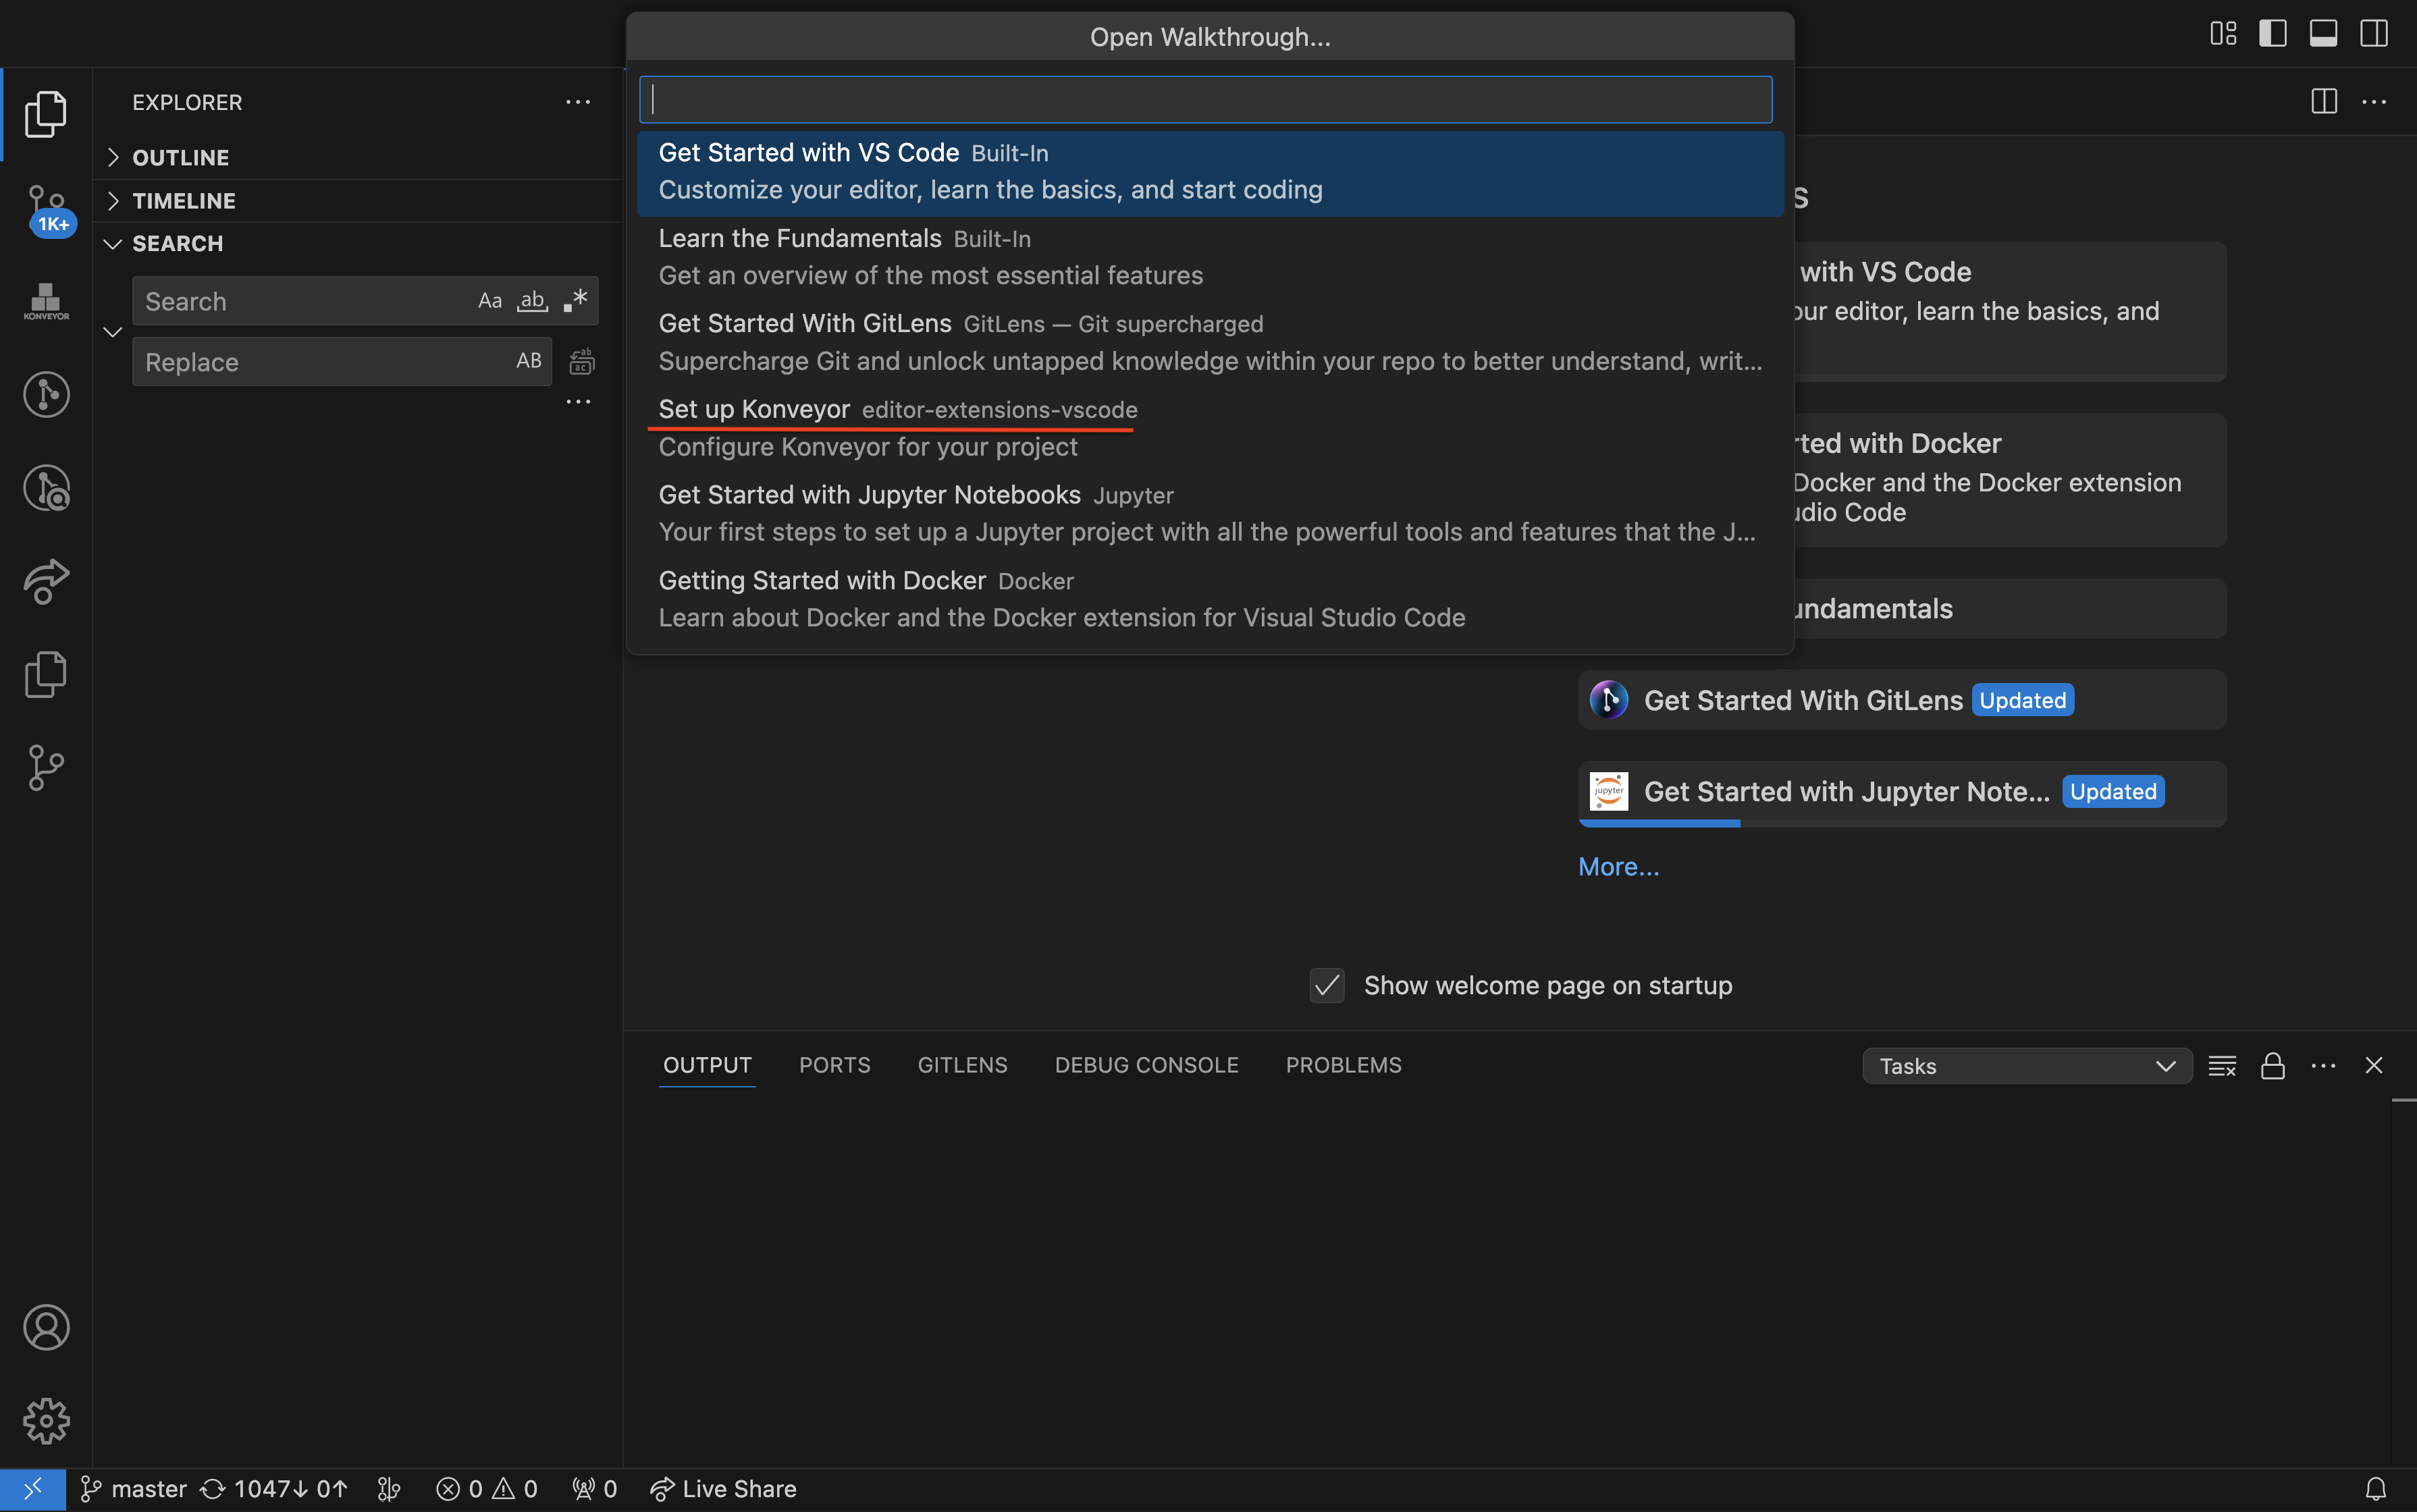 Open Walkthrough...
EXPLORER
OUTLINE
TIMELINE
SEARCH
Search
Aa ab
Replace
AB
ab
ac
1K+
KONVEYOR
Get Started with VS Code Built-In
Customize your editor, learn the basics, and start coding
Learn the Fundamentals Built-In
Get an overview of the most essential features
Get Started With GitLens GitLens — Git supercharged
Supercharge Git and unlock untapped knowledge within your repo to better understand, writ...
Set up Konveyor editor-extensions-vscode
Configure Konveyor for your project
Get Started with Jupyter Notebooks Jupyter
Your first steps to set up a Jupyter project with all the powerful tools and features that the J...
Getting Started with Docker Docker
Learn about Docker and the Docker extension for Visual Studio Code
s
with VS Code
our editor, learn the basics, and
rted with Docker
Docker and the Docker extension
udio Code
undamentals
Get Started With GitLens Updated
jupyter
Get Started with Jupyter Note... Updated
More...
Show welcome page on startup
OUTPUT PORTS GITLENS DEBUG CONSOLE PROBLEMS
Tasks
master 1047↓ 0↑ 0 0 0 Live Share